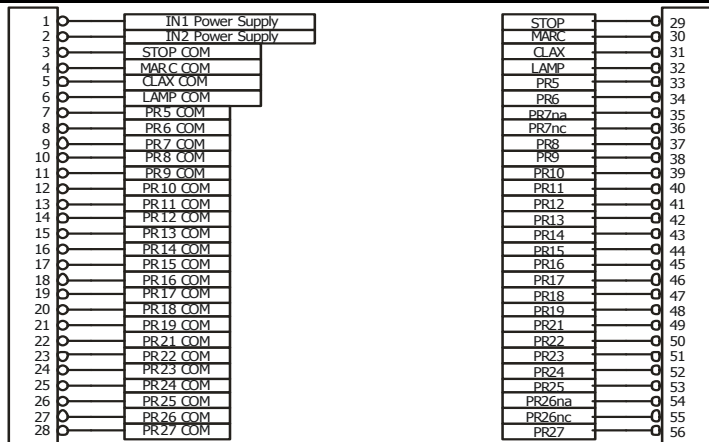 1 IN1 Power Supply
2 IN2 Power Supply
3 STOP COM
4 MARC COM
5 CLAX COM
6 LAMP COM
7 PR5 COM
8 PR6 COM
9 PR7 COM
10 PR8 COM
11 PR9 COM
12 PR10 COM
13 PR11 COM
14 PR12 COM
15 PR13 COM
16 PR14 COM
17 PR15 COM
18 PR16 COM
19 PR17 COM
20 PR18 COM
21 PR19 COM
22 PR21 COM
23 PR22 COM
24 PR23 COM
25 PR24 COM
26 PR25 COM
27 PR26 COM
28 PR27 COM
STOP 29
MARC 30
CLAX 31
LAMP 32
PR5 33
PR6 34
PR7na 35
PR7nc 36
PR8 37
PR9 38
PR10 39
PR11 40
PR12 41
PR13 42
PR14 43
PR15 44
PR16 45
PR17 46
PR18 47
PR19 48
PR21 49
PR22 50
PR23 51
PR24 52
PR25 53
PR26na 54
PR26nc 55
PR27 56